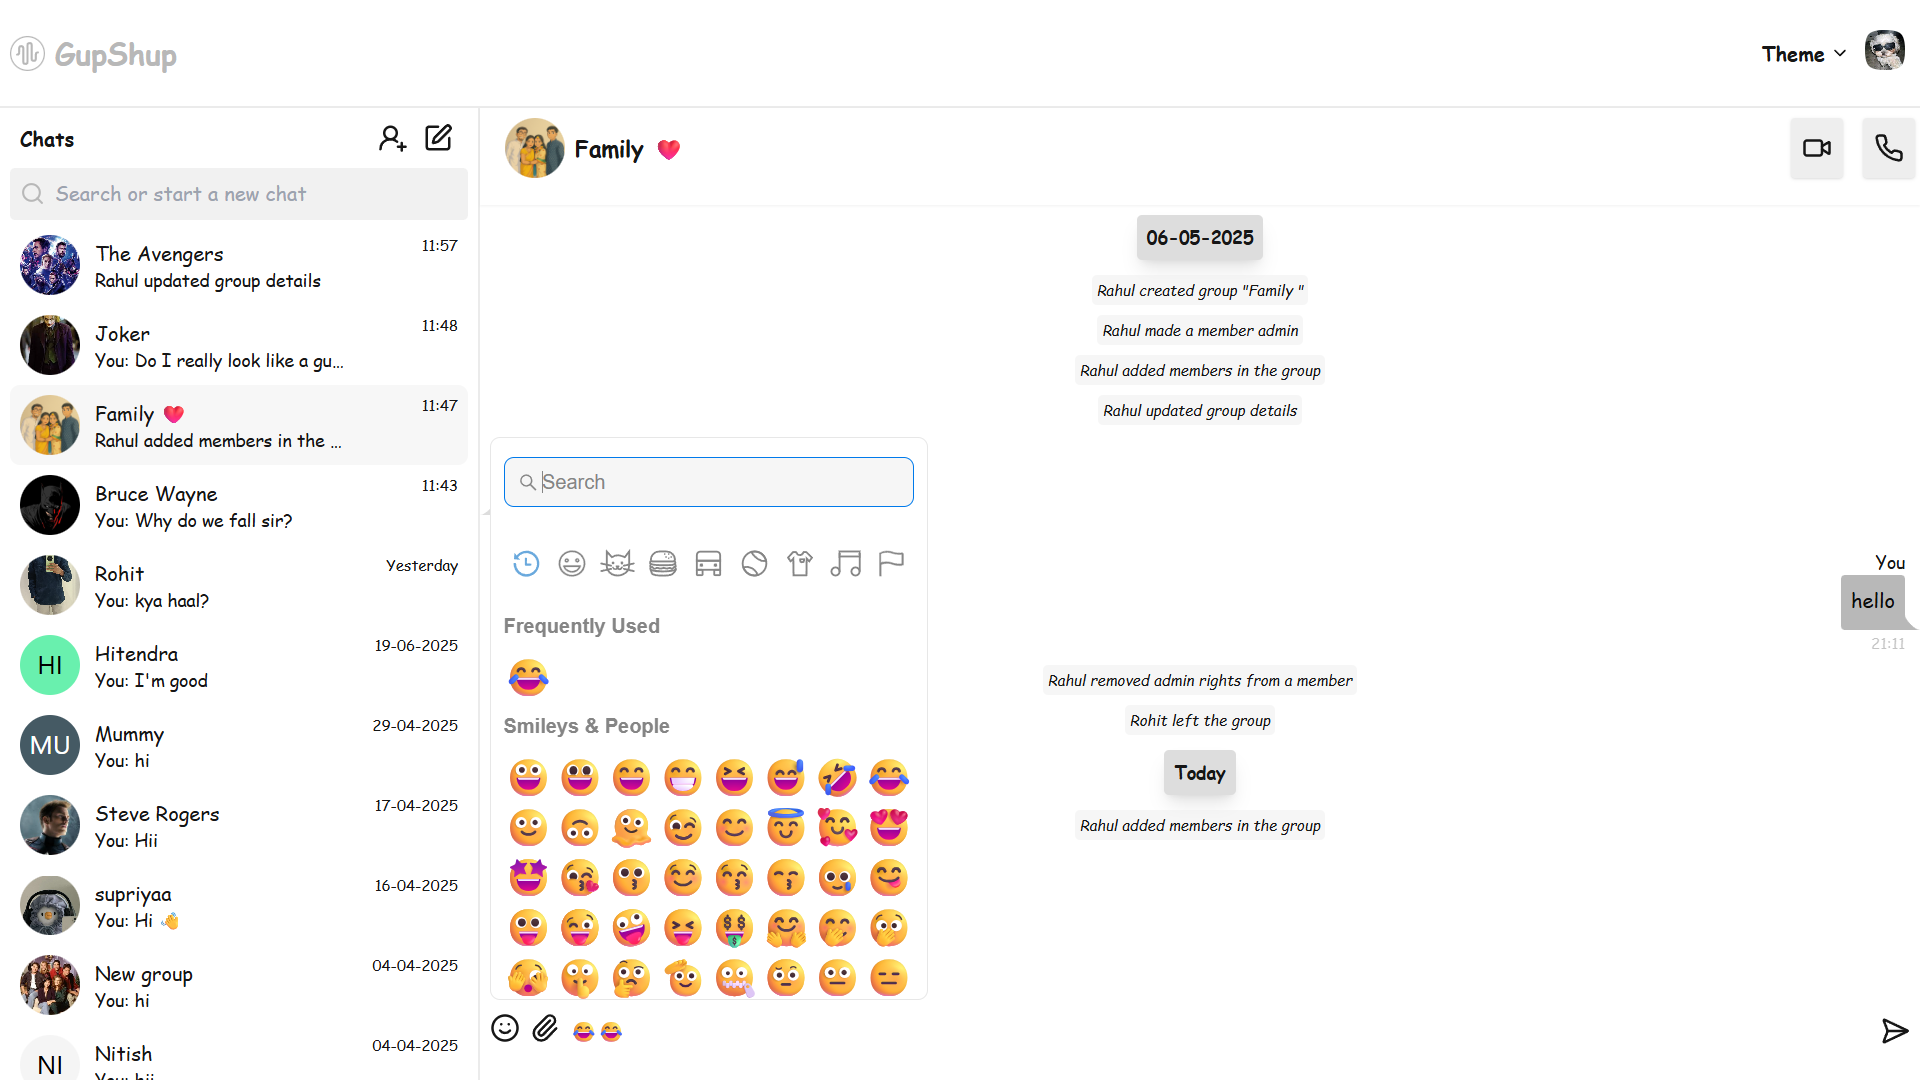 GupShup
Theme
Chats
Search or start a new chat
The Avengers
11:57
Rahul updated group details
Joker
11:48
You: Do I really look like a gu...
Family ❤️
11:47
Rahul added members in the ...
Bruce Wayne
11:43
You: Why do we fall sir?
Rohit
Yesterday
You: kya haal?
HI
Hitendra
19-06-2025
You: I'm good
MU
Mummy
29-04-2025
You: hi
Steve Rogers
17-04-2025
You: Hii
supriyaa
16-04-2025
You: Hi 👋
New group
04-04-2025
You: hi
NI
Nitish
04-04-2025
You: hii
Family ❤️
06-05-2025
Rahul created group "Family "
Rahul made a member admin
Rahul added members in the group
Rahul updated group details
Search
Frequently Used
Smileys & People
You
hello
21:11
Rahul removed admin rights from a member
Rohit left the group
Today
Rahul added members in the group
😂😂